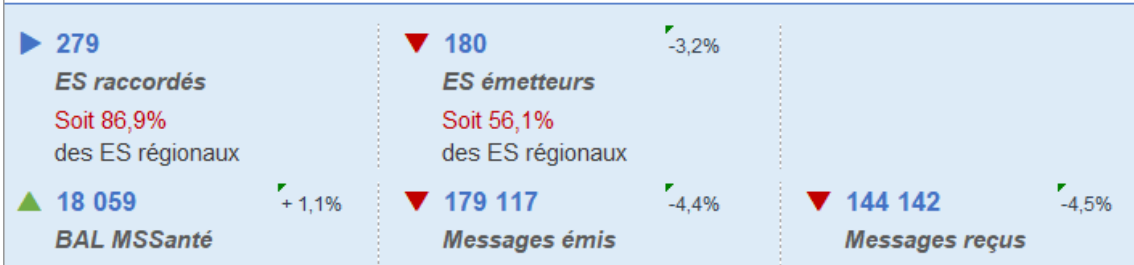 279
ES raccordés
Soit 86,9%
des ES régionaux
180 -3,2%
ES émetteurs
Soit 56,1%
des ES régionaux
18 059 + 1,1%
BAL MSSanté
179 117 -4,4%
Messages émis
144 142 -4,5%
Messages reçus